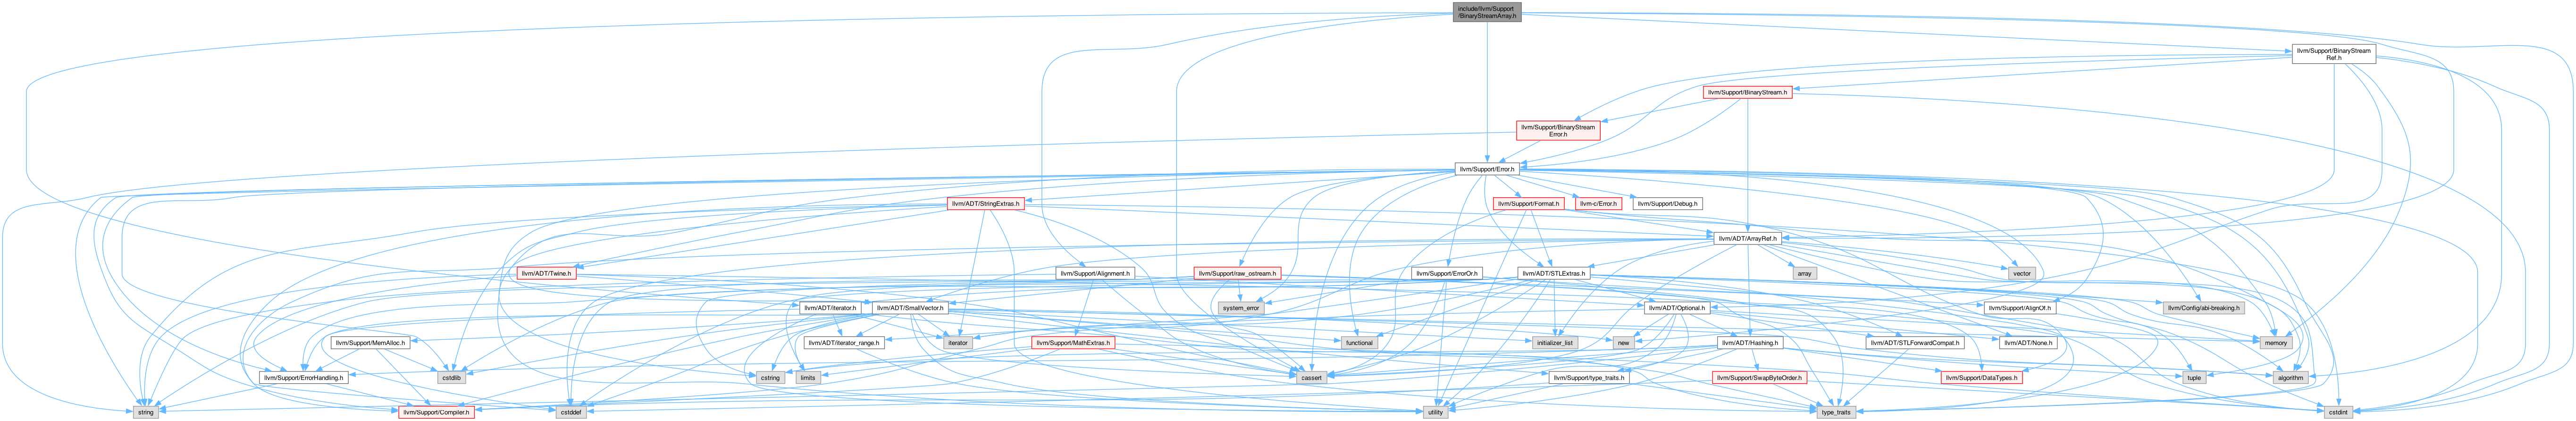 include/llvm/Support
/BinaryStreamArray.h
llvm/Support/BinaryStream
Ref.h
llvm/Support/BinaryStream.h
llvm/Support/BinaryStream
Error.h
llvm/Support/Error.h
llvm/ADT/StringExtras.h
llvm/Support/Format.h
llvm-c/Error.h
llvm/Support/Debug.h
llvm/ADT/ArrayRef.h
llvm/ADT/Twine.h
llvm/Support/Alignment.h
llvm/Support/raw_ostream.h
llvm/Support/ErrorOr.h
llvm/ADT/STLExtras.h
array
vector
llvm/ADT/iterator.h
llvm/ADT/SmallVector.h
system_error
llvm/ADT/Optional.h
llvm/Support/AlignOf.h
llvm/Config/abi-breaking.h
llvm/Support/MemAlloc.h
llvm/ADT/iterator_range.h
iterator
llvm/Support/MathExtras.h
functional
initializer_list
new
llvm/ADT/Hashing.h
llvm/ADT/STLForwardCompat.h
llvm/ADT/None.h
memory
llvm/Support/ErrorHandling.h
cstdlib
cstring
limits
cassert
llvm/Support/type_traits.h
llvm/Support/SwapByteOrder.h
llvm/Support/DataTypes.h
tuple
algorithm
string
llvm/Support/Compiler.h
cstddef
utility
type_traits
cstdint